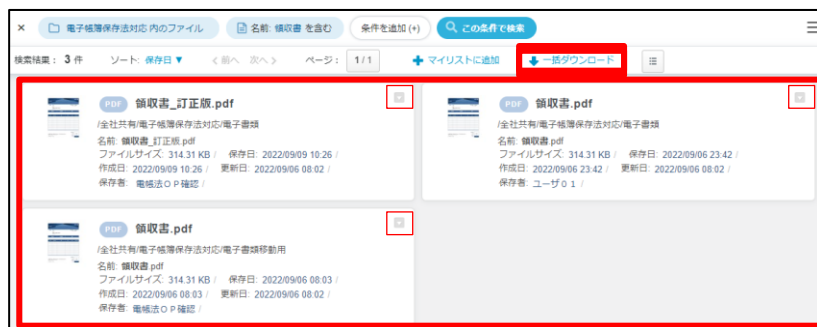 × 電子帳簿保存法対応 内のファイル 名前: 領収書 を含む 条件を追加 (+) この条件で検索
検索結果： 3 件 ソート: 保存日 ▼ < 前へ 次へ > ページ： 1 / 1 マイリストに追加 一括ダウンロード
PDF 領収書_訂正版.pdf
/全社共有/電子帳簿保存法対応/電子書類
名前: 領収書_訂正版.pdf
ファイルサイズ: 314.31 KB / 保存日: 2022/09/09 10:26 /
作成日: 2022/09/09 10:26 / 更新日: 2022/09/06 08:02 /
保存者: 電帳法ＯＰ確認 /
PDF 領収書.pdf
/全社共有/電子帳簿保存法対応/電子書類
名前: 領収書.pdf
ファイルサイズ: 314.31 KB / 保存日: 2022/09/06 23:42 /
作成日: 2022/09/06 23:42 / 更新日: 2022/09/06 08:02 /
保存者: ユーザ０１ /
PDF 領収書.pdf
/全社共有/電子帳簿保存法対応/電子書類移動用
名前: 領収書.pdf
ファイルサイズ: 314.31 KB / 保存日: 2022/09/06 08:03 /
作成日: 2022/09/06 08:03 / 更新日: 2022/09/06 08:02 /
保存者: 電帳法ＯＰ確認 /